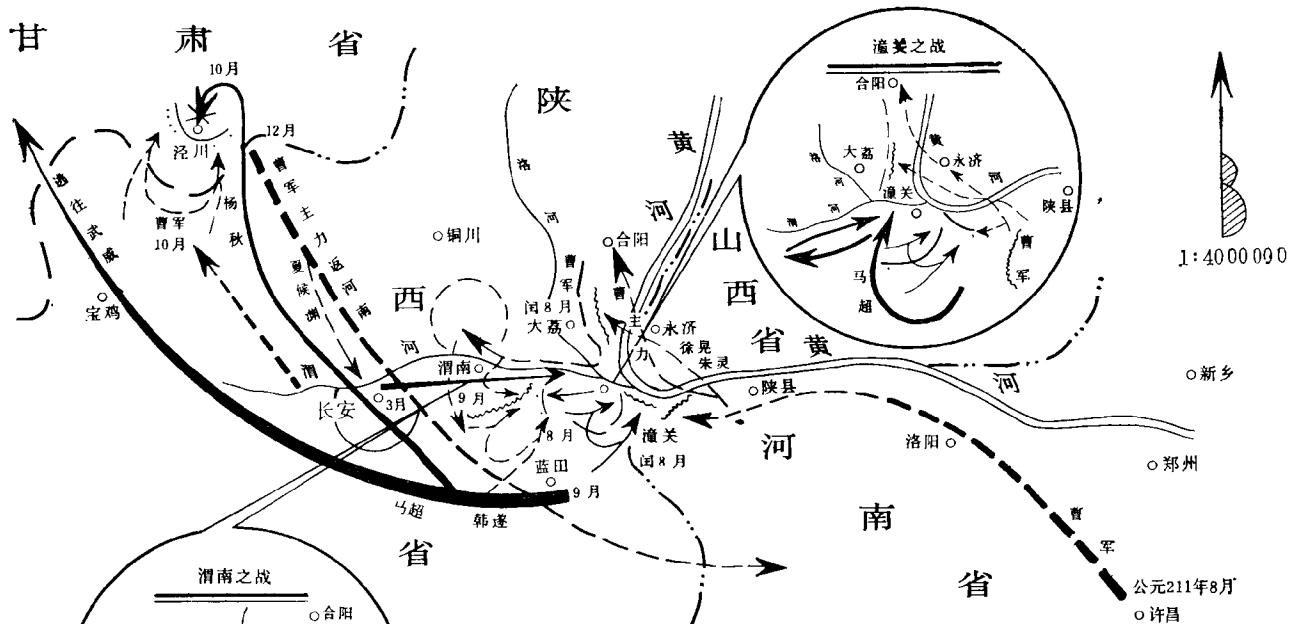 甘肃省
陕西省
山西省
河南省
潼关之战
合阳
黄河
大荔
永济
洛河
潼关
渭河
陕县
曹军
马超
1:4000000
10月
泾川
12月
曹军
10月
杨秋
曹军主力返河南
夏候渊
逃往武威
宝鸡
铜川
洛河
黄河
合阳
曹军
闰8月
大荔
曹主力
永济
徐晃
朱灵
渭河
渭南
长安
3月
9月
8月
潼关
闰8月
蓝田
9月
马超
韩遂
陕县
黄河
新乡
洛阳
郑州
曹军
公元211年8月
许昌
渭南之战
合阳